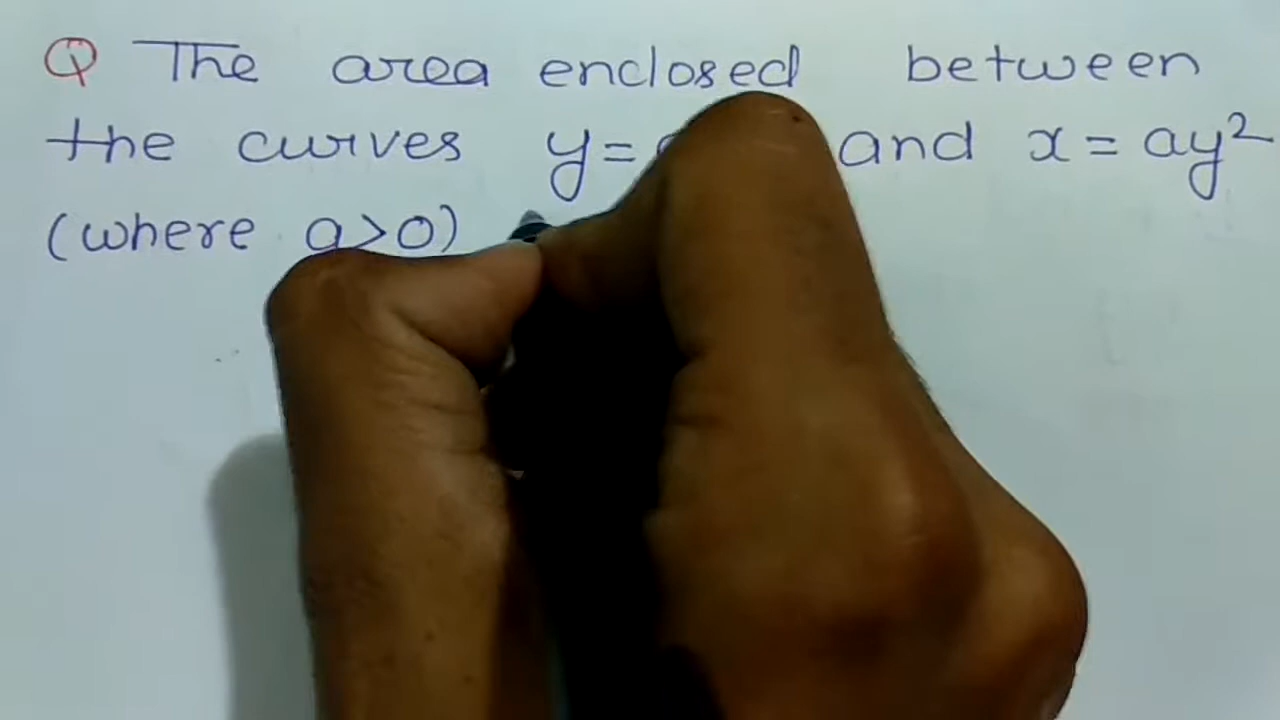 Q The area enclosed between
the curves y= and x = ay²
(where a>0)